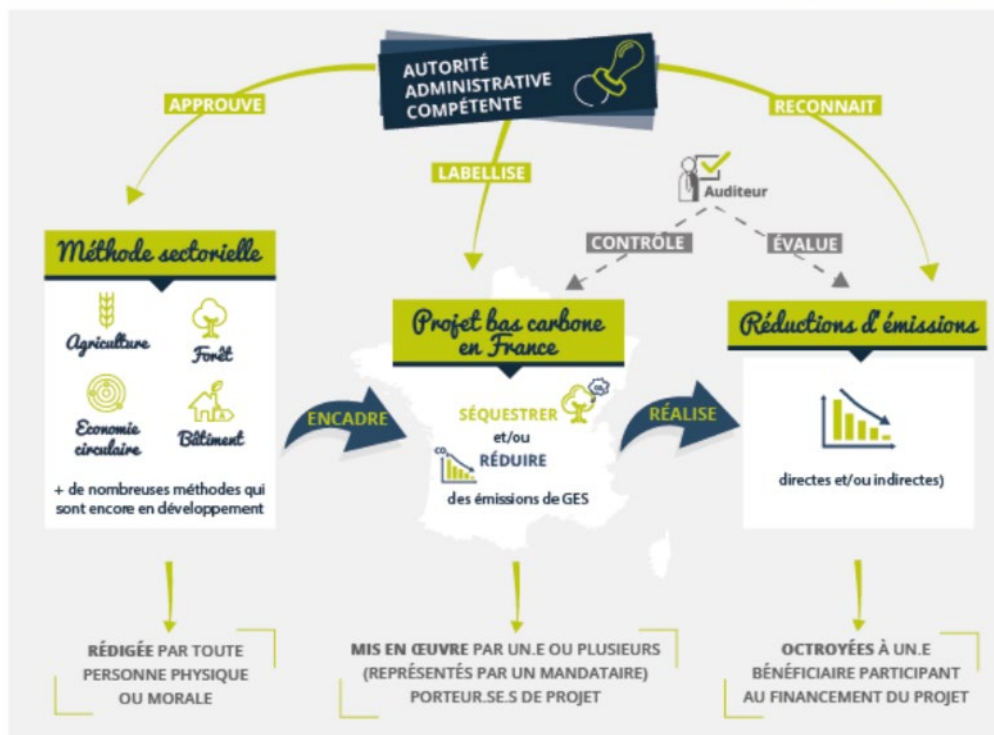 AUTORITÉ
ADMINISTRATIVE
COMPÉTENTE
APPROUVE
LABELLISE
RECONNAIT
Auditeur
CONTRÔLE
ÉVALUE
Méthode sectorielle
Agriculture
Forêt
Economie
circulaire
Bâtiment
+ de nombreuses méthodes qui
sont encore en développement
ENCADRE
Projet bas carbone
en France
CO₂
SÉQUESTRER
et/ou
CO₂
RÉDUIRE
des émissions de GES
RÉALISE
Réductions d'émissions
directes et/ou indirectes)
RÉDIGÉE PAR TOUTE
PERSONNE PHYSIQUE
OU MORALE
MIS EN ŒUVRE PAR UN.E OU PLUSIEURS
(REPRÉSENTÉS PAR UN MANDATAIRE)
PORTEUR.SE.S DE PROJET
OCTROYÉES À UN.E
BÉNÉFICIAIRE PARTICIPANT
AU FINANCEMENT DU PROJET